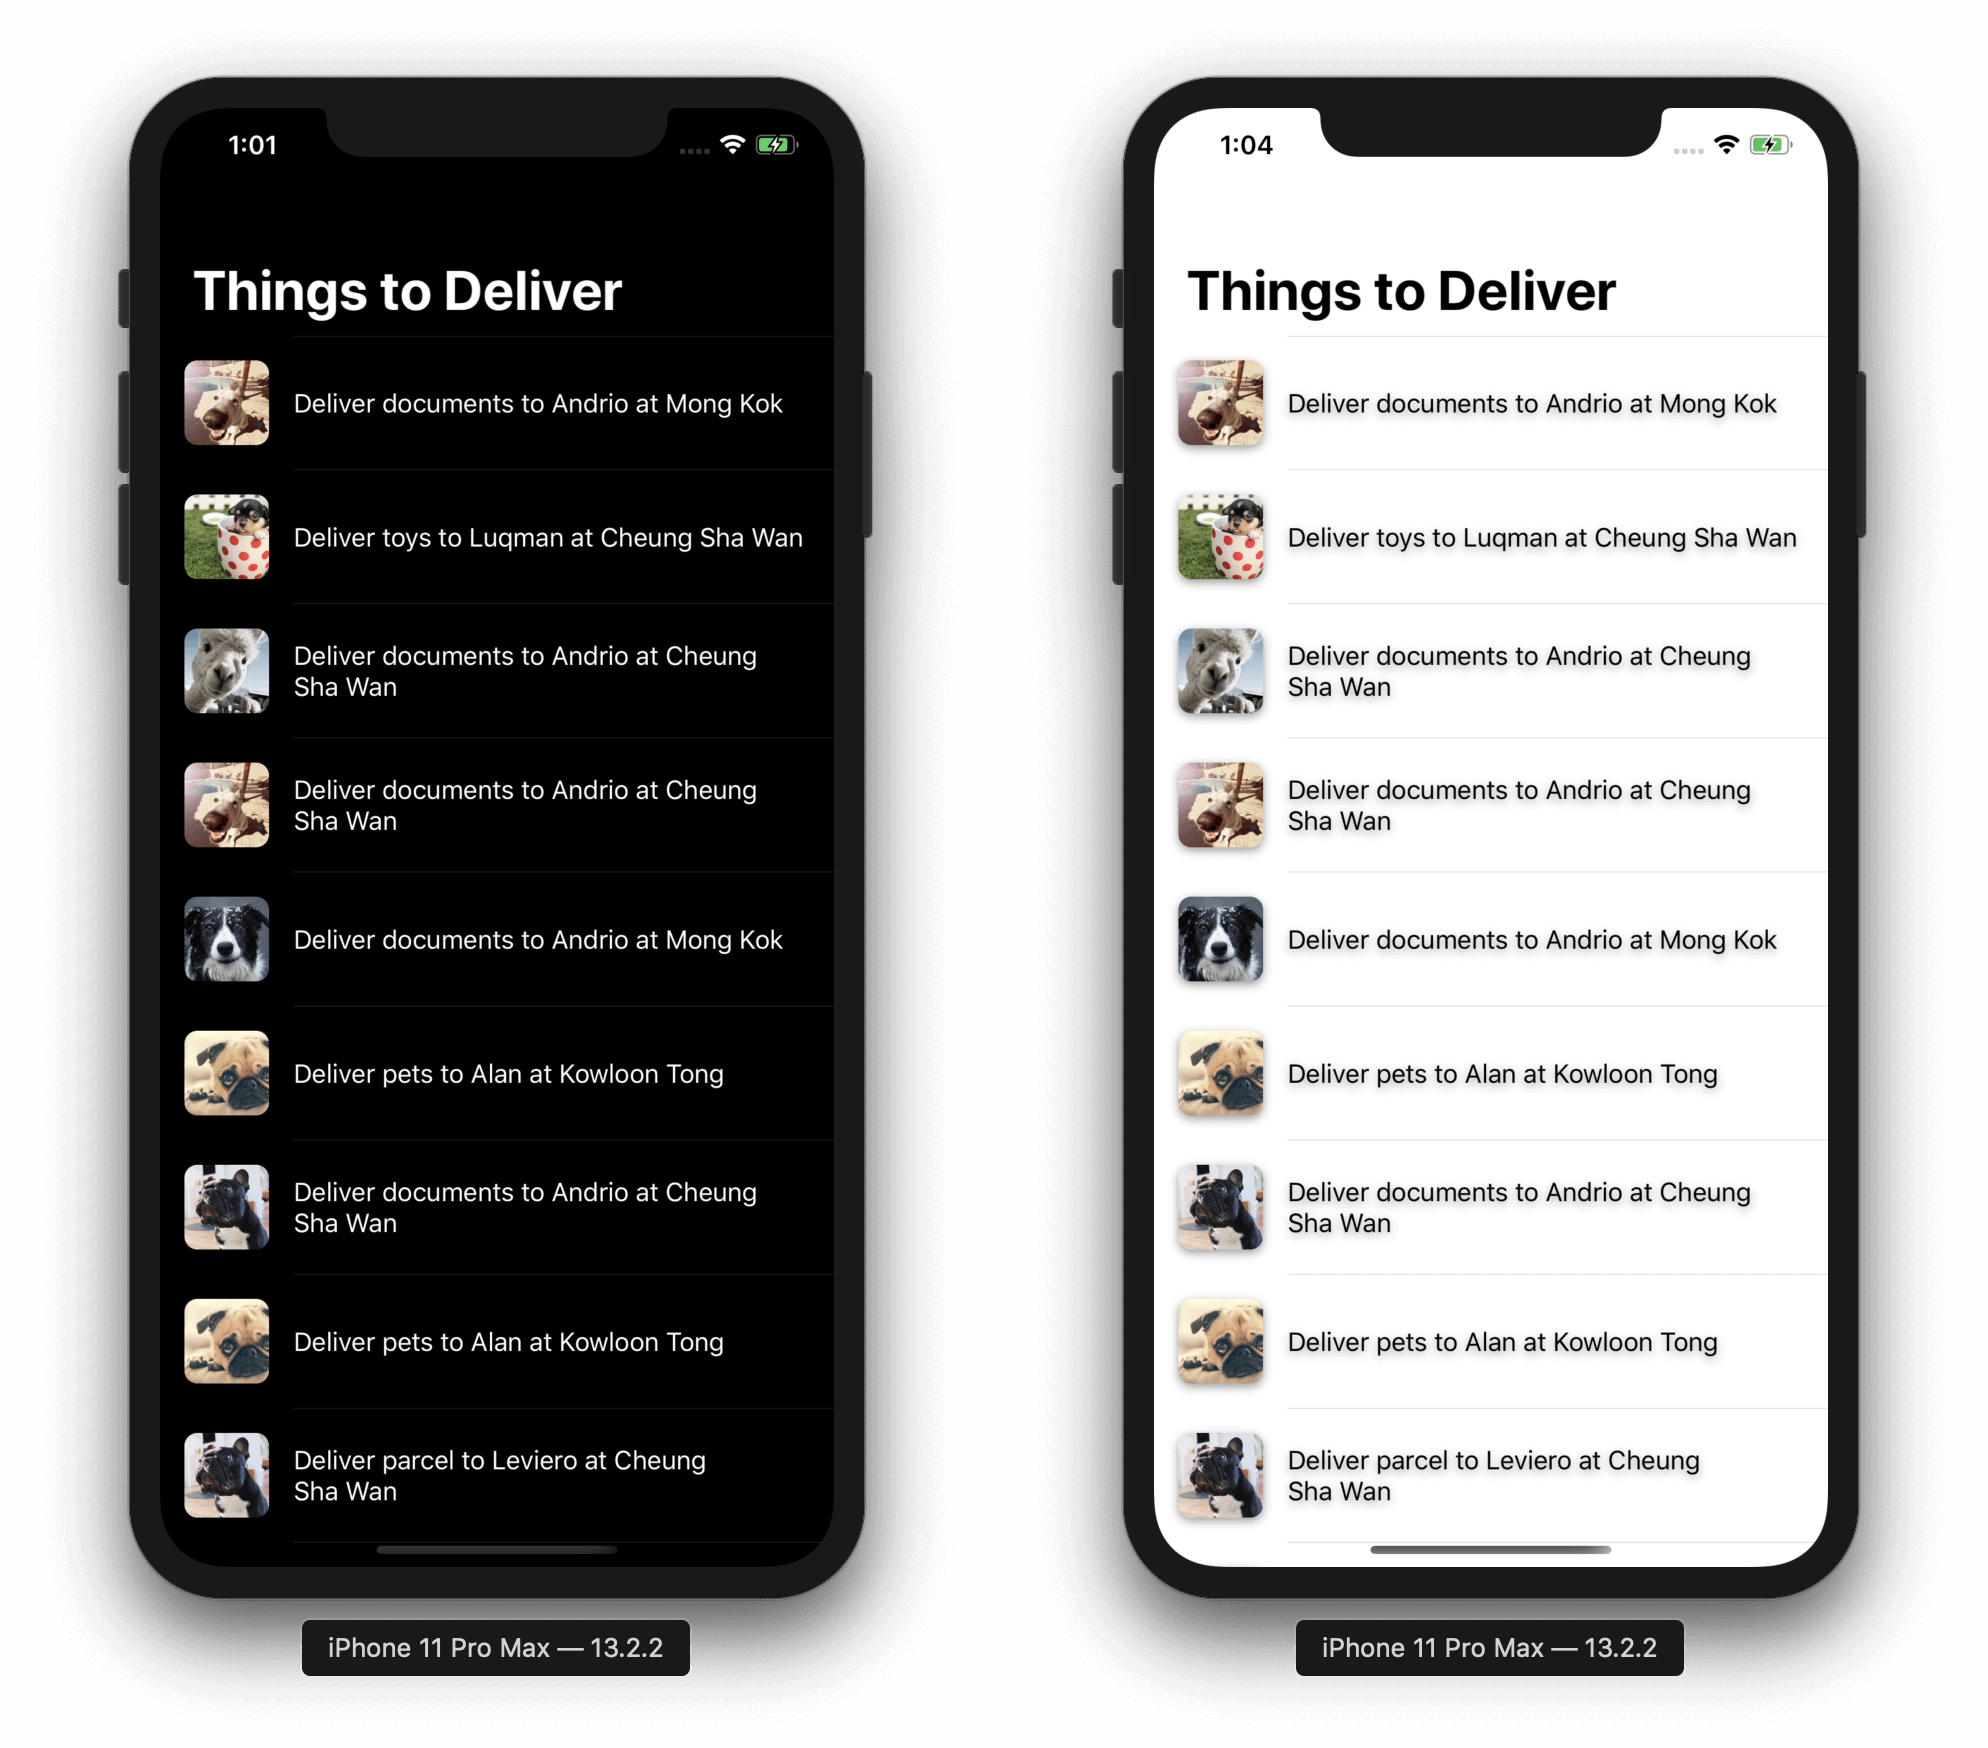 1:01
Things to Deliver
Deliver documents to Andrio at Mong Kok
Deliver toys to Luqman at Cheung Sha Wan
Deliver documents to Andrio at Cheung
Sha Wan
Deliver documents to Andrio at Cheung
Sha Wan
Deliver documents to Andrio at Mong Kok
Deliver pets to Alan at Kowloon Tong
Deliver documents to Andrio at Cheung
Sha Wan
Deliver pets to Alan at Kowloon Tong
Deliver parcel to Leviero at Cheung
Sha Wan
iPhone 11 Pro Max — 13.2.2
1:04
Things to Deliver
Deliver documents to Andrio at Mong Kok
Deliver toys to Luqman at Cheung Sha Wan
Deliver documents to Andrio at Cheung
Sha Wan
Deliver documents to Andrio at Cheung
Sha Wan
Deliver documents to Andrio at Mong Kok
Deliver pets to Alan at Kowloon Tong
Deliver documents to Andrio at Cheung
Sha Wan
Deliver pets to Alan at Kowloon Tong
Deliver parcel to Leviero at Cheung
Sha Wan
iPhone 11 Pro Max — 13.2.2